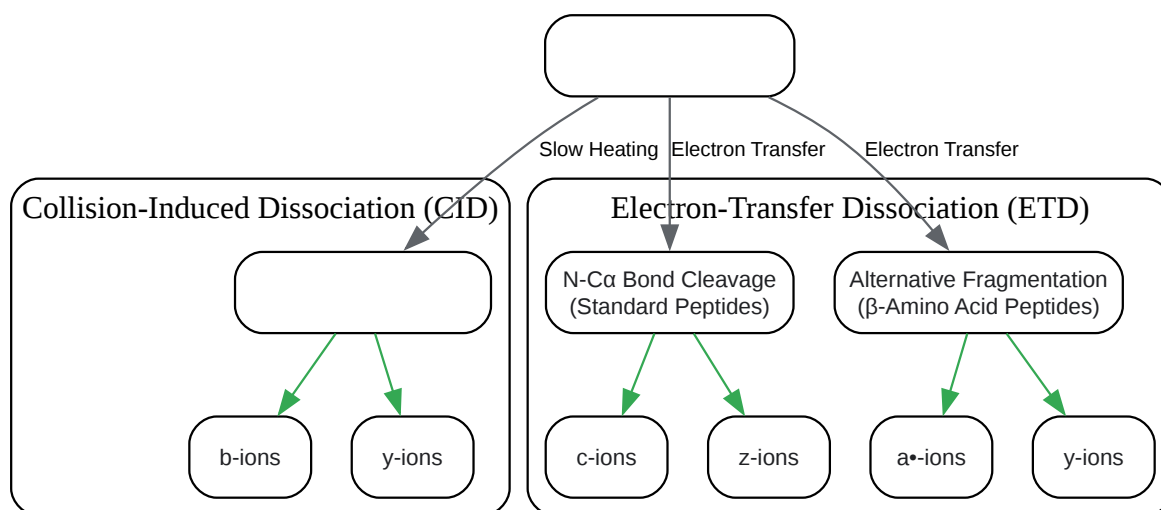 Slow Heating
Electron Transfer
Electron Transfer
Collision-Induced Dissociation (CID)
Electron-Transfer Dissociation (ETD)
N-Cα Bond Cleavage
(Standard Peptides)
Alternative Fragmentation
(β-Amino Acid Peptides)
b-ions
y-ions
c-ions
z-ions
a•-ions
y-ions